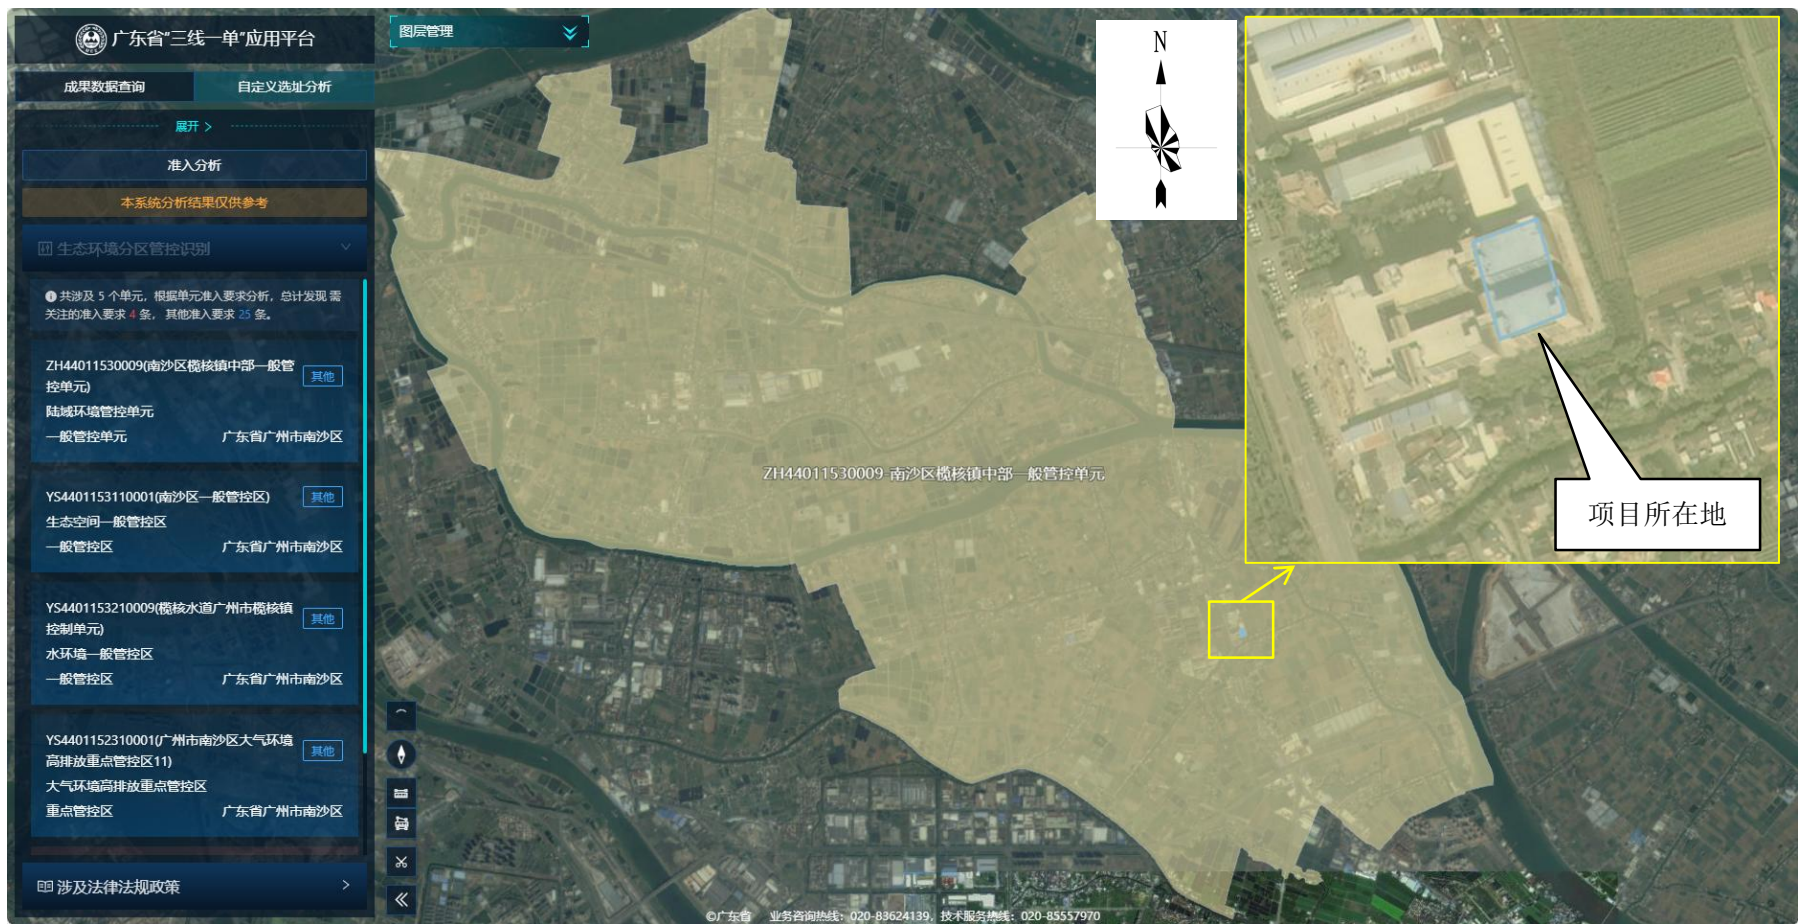 广东省“三线一单”应用平台
成果数据查询
自定义选址分析
展开 >
准入分析
本系统分析结果仅供参考
生态环境分区管控识别
共涉及 5 个单元，根据单元准入要求分析，总计发现 需
关注的准入要求 4 条， 其他准入要求 25 条。
ZH44011530009(南沙区榄核镇中部一般管
控单元)
其他
陆域环境管控单元
一般管控单元
广东省广州市南沙区
YS4401153110001(南沙区一般管控区)
其他
生态空间一般管控区
一般管控区
广东省广州市南沙区
YS4401153210009(榄核水道广州市榄核镇
控制单元)
其他
水环境一般管控区
一般管控区
广东省广州市南沙区
YS4401152310001(广州市南沙区大气环境
高排放重点管控区11)
其他
大气环境高排放重点管控区
重点管控区
广东省广州市南沙区
涉及法律法规政策
图层管理
N
ZH44011530009 南沙区榄核镇中部一般管控单元
项目所在地
©广东省 业务咨询热线：020-83624139，技术服务热线：020-85557970